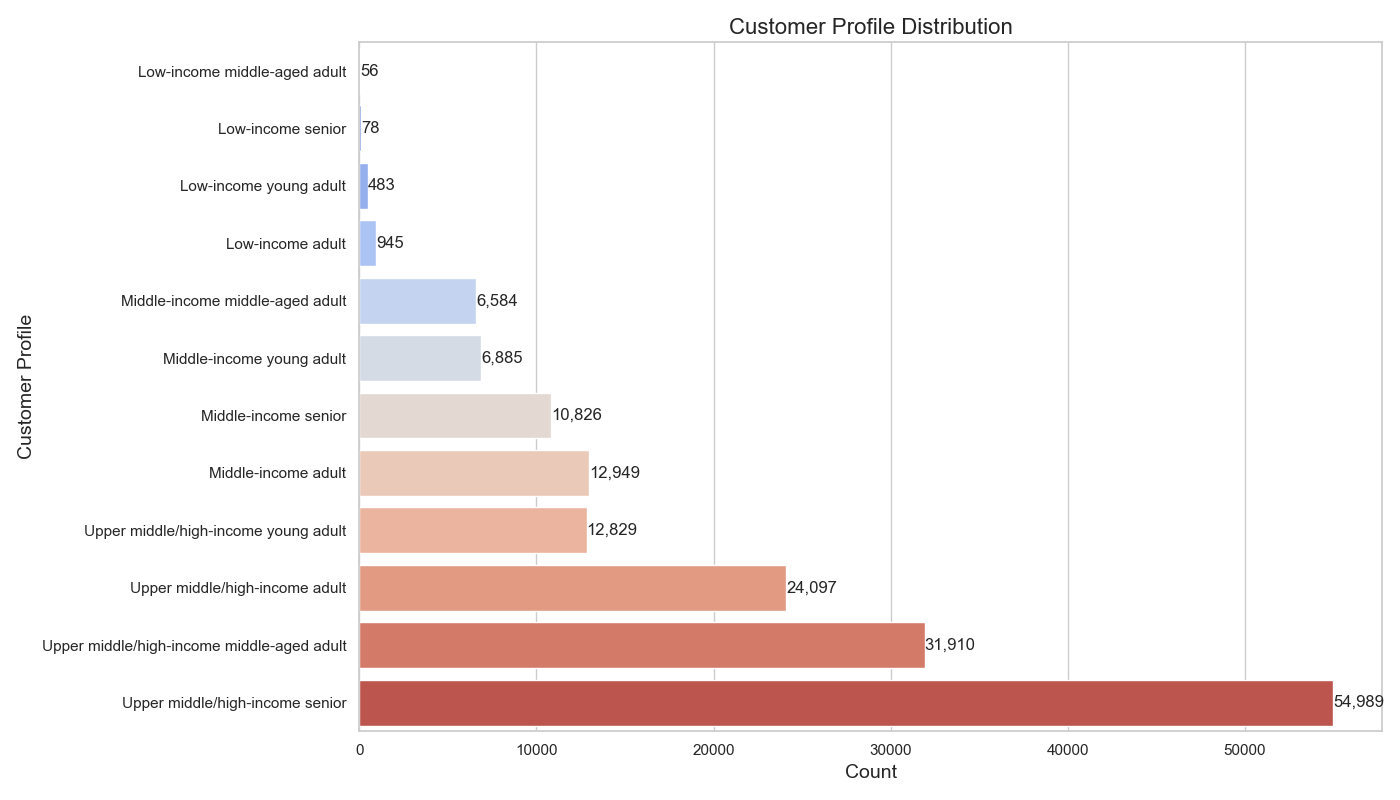 Customer Profile Distribution
Customer Profile
Low-income middle-aged adult 56
Low-income senior 78
Low-income young adult 483
Low-income adult 945
Middle-income middle-aged adult 6,584
Middle-income young adult 6,885
Middle-income senior 10,826
Middle-income adult 12,949
Upper middle/high-income young adult 12,829
Upper middle/high-income adult 24,097
Upper middle/high-income middle-aged adult 31,910
Upper middle/high-income senior 54,989
0 10000 20000 30000 40000 50000
Count